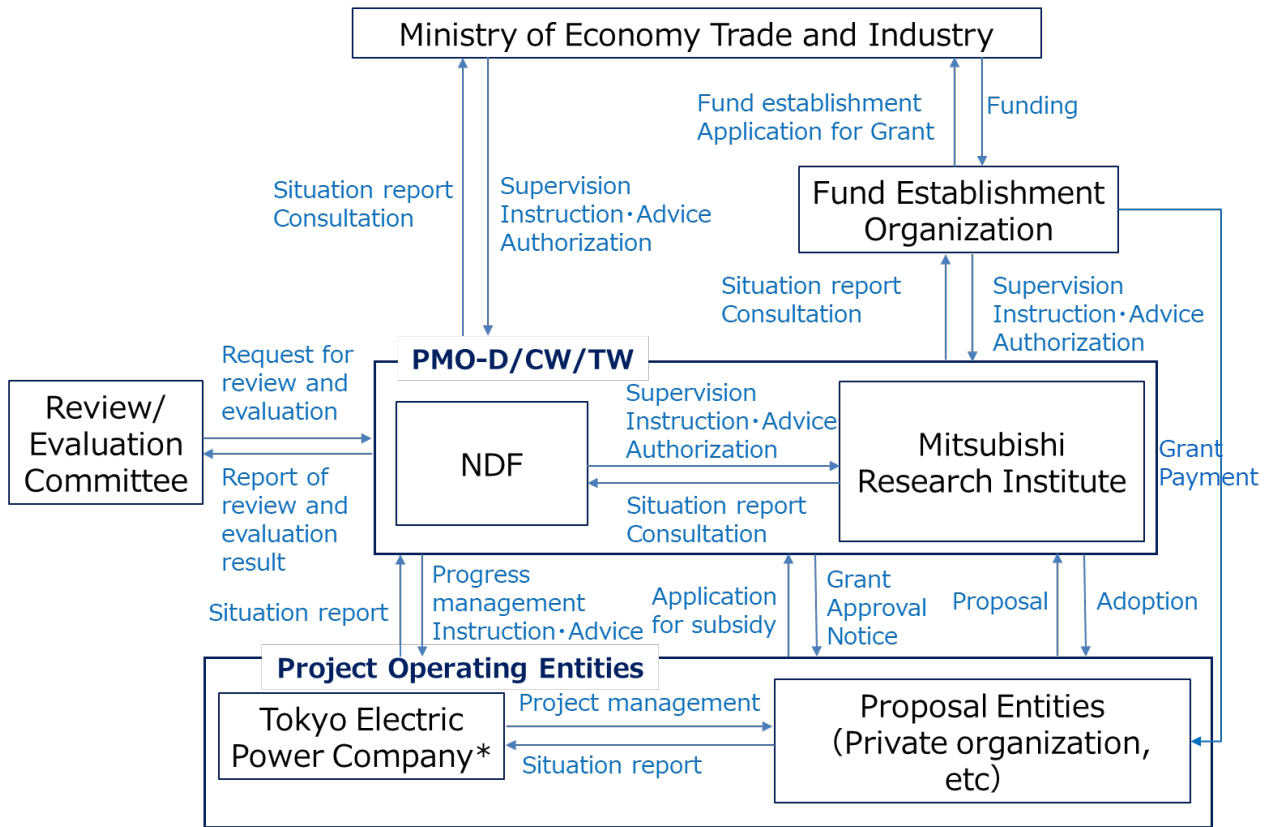 Ministry of Economy Trade and Industry
Fund establishment
Application for Grant
Funding
Situation report
Consultation
Supervision
Instruction・Advice
Authorization
Fund Establishment
Organization
Situation report
Consultation
Supervision
Instruction・Advice
Authorization
PMO-D/CW/TW
Request for
review and
evaluation
Review/
Evaluation
Committee
Report of
review and
evaluation
result
NDF
Supervision
Instruction・Advice
Authorization
Situation report
Consultation
Mitsubishi
Research Institute
Grant
Payment
Situation report
Progress
management
Instruction・Advice
Application
for subsidy
Grant
Approval
Notice
Proposal
Adoption
Project Operating Entities
Tokyo Electric
Power Company*
Project management
Situation report
Proposal Entities
（Private organization,
etc）